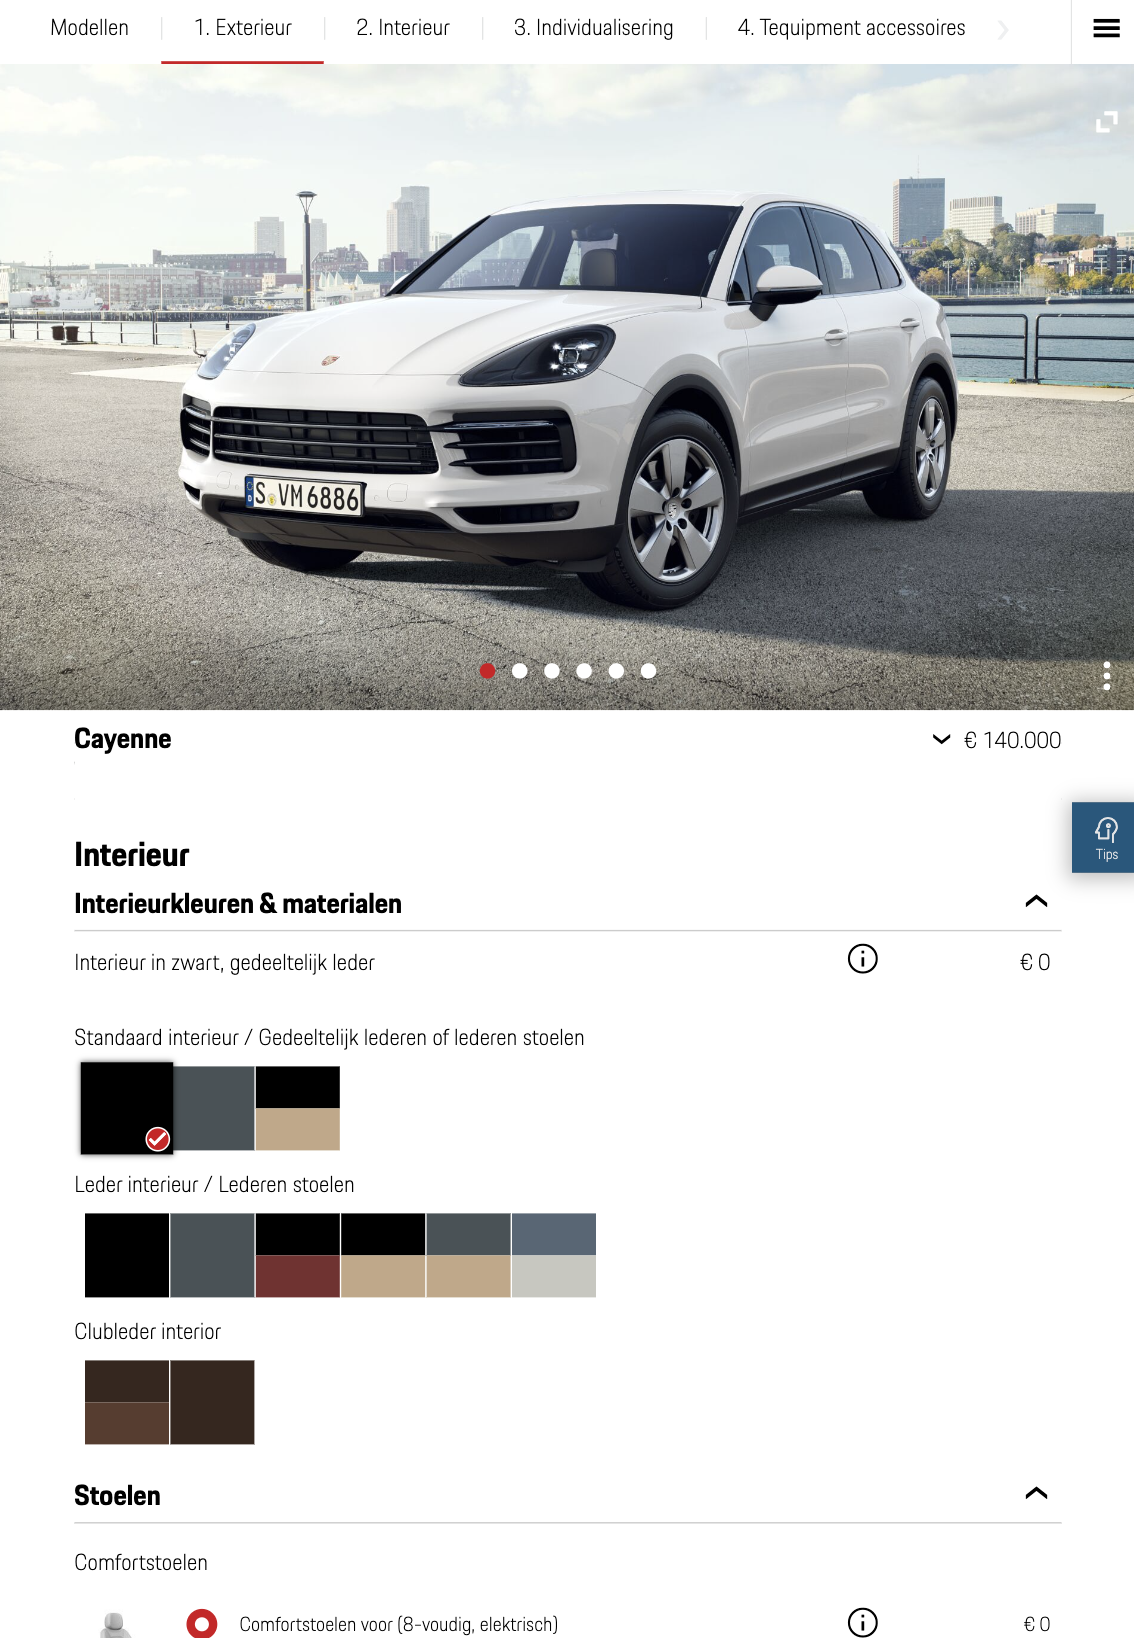 Modellen
1. Exterieur
2. Interieur
3. Individualisering
4. Tequipment accessoires
S VM 6886
Cayenne
€ 140.000
Tips
Interieur
Interieurkleuren & materialen
Interieur in zwart, gedeeltelijk leder
€ 0
Standaard interieur / Gedeeltelijk lederen of lederen stoelen
Leder interieur / Lederen stoelen
Clubleder interior
Stoelen
Comfortstoelen
Comfortstoelen voor (8-voudig, elektrisch)
€ 0